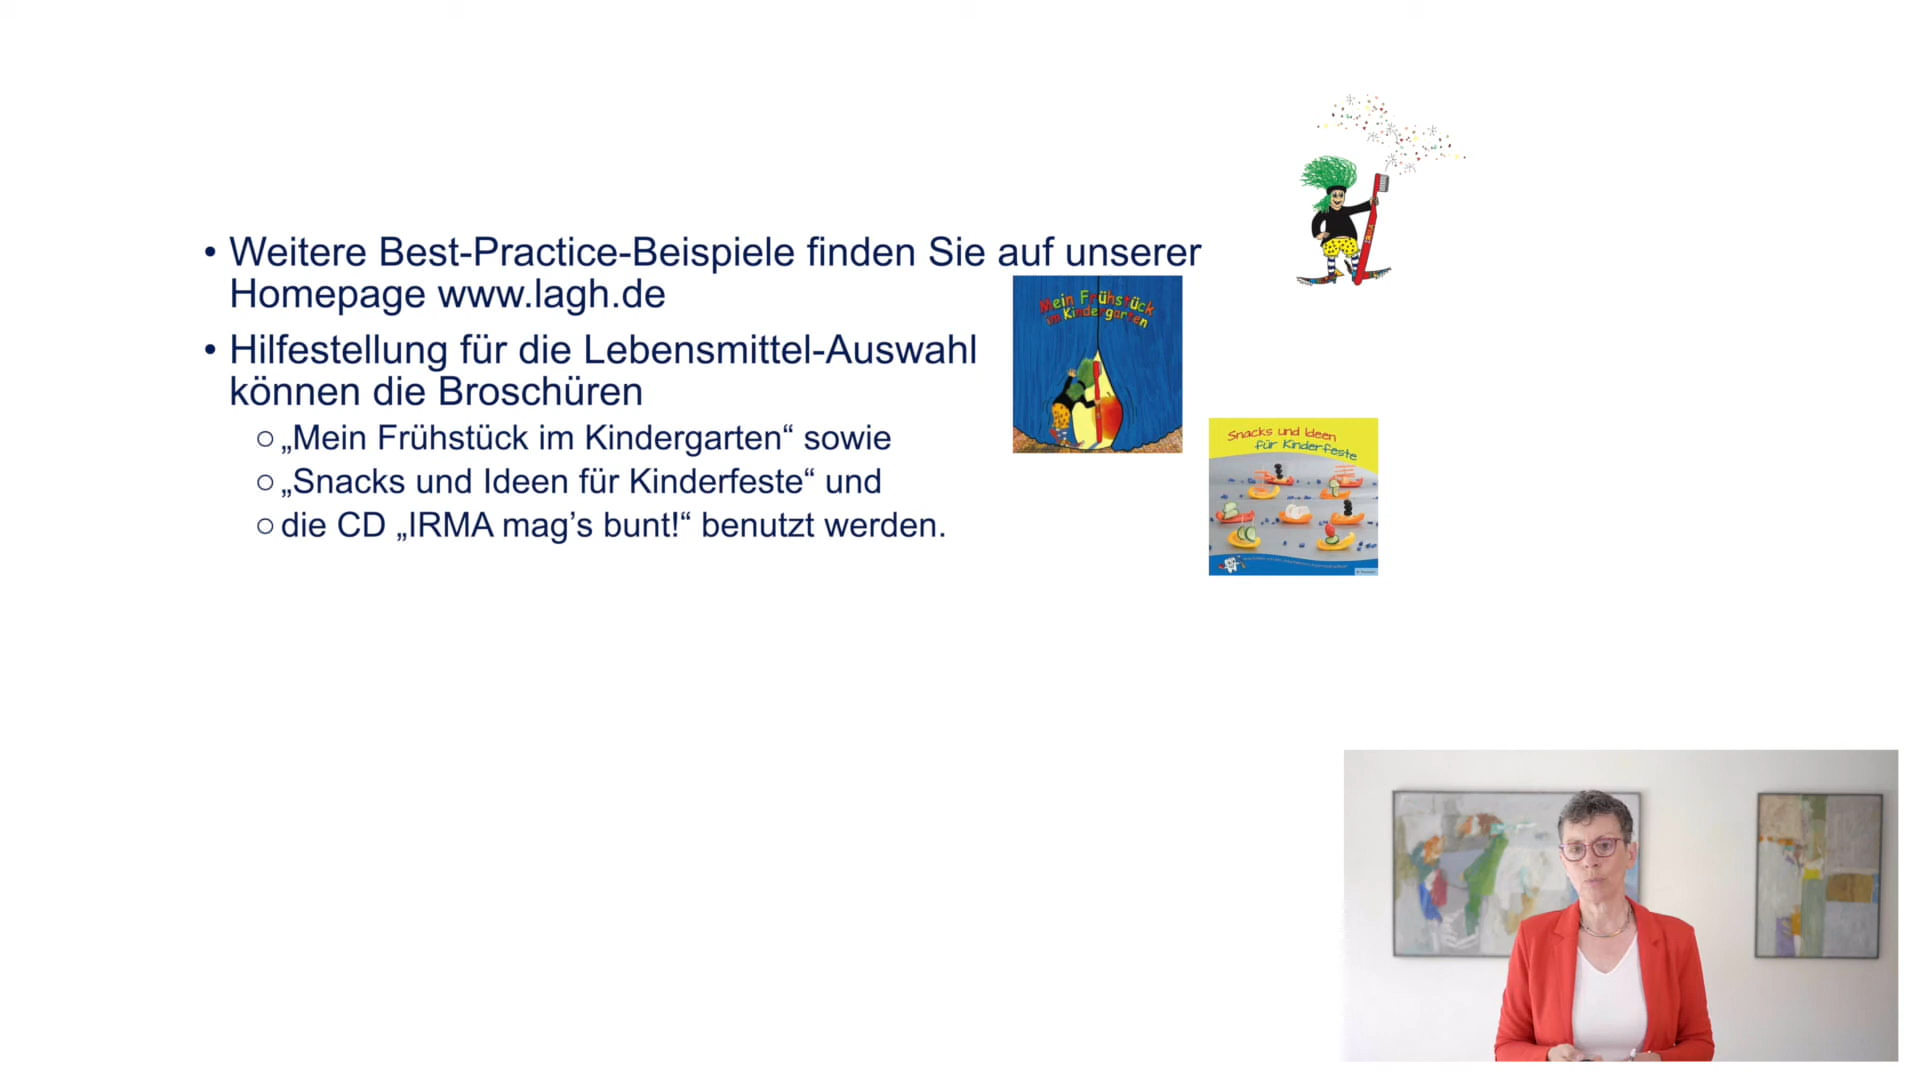 • Weitere Best-Practice-Beispiele finden Sie auf unserer
Homepage www.lagh.de
• Hilfestellung für die Lebensmittel-Auswahl
können die Broschüren
○ „Mein Frühstück im Kindergarten“ sowie
○ „Snacks und Ideen für Kinderfeste“ und
○ die CD „IRMA mag’s bunt!“ benutzt werden.
Mein Frühstück
im Kindergarten
Snacks und Ideen
für Kinderfeste